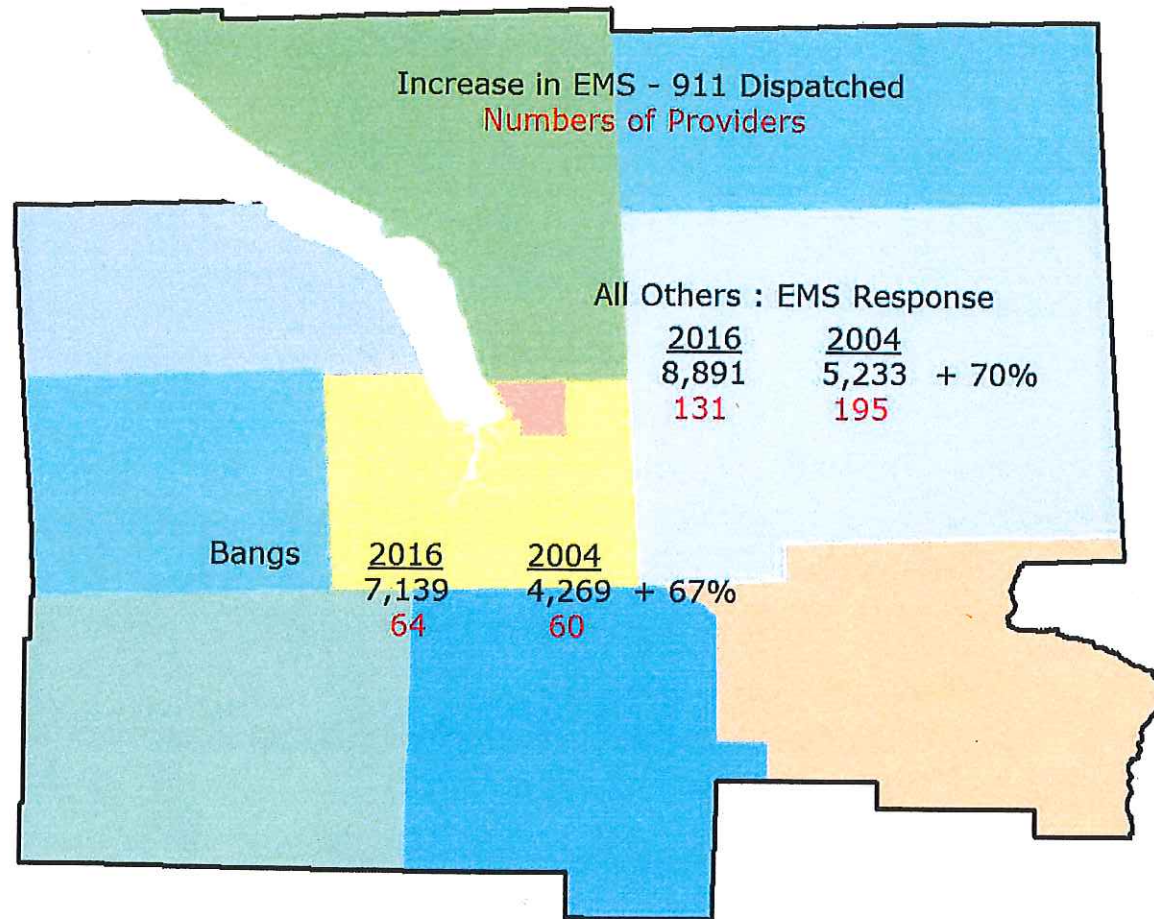 Increase in EMS - 911 Dispatched
Numbers of Providers
All Others : EMS Response
2016 2004
8,891 5,233 + 70%
131 195
Bangs 2016 2004
7,139 4,269 + 67%
64 60